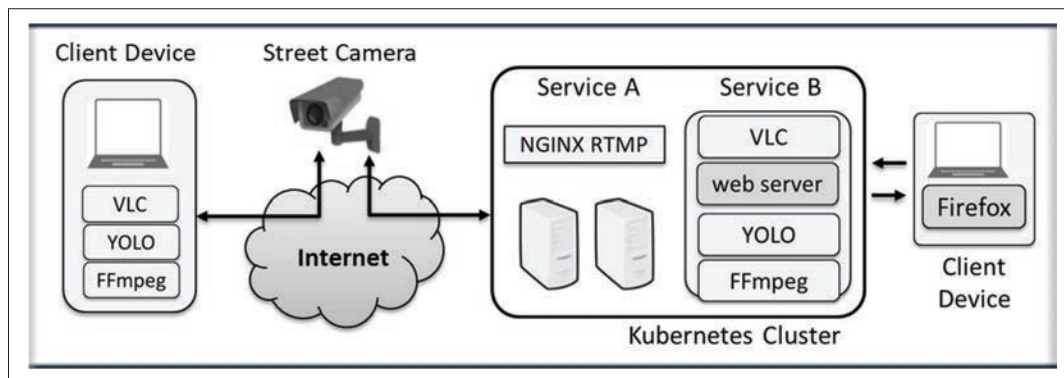 Client Device
Street Camera
VLC
YOLO
FFmpeg
Internet
Service A
Service B
NGINX RTMP
VLC
web server
YOLO
FFmpeg
Kubernetes Cluster
Firefox
Client
Device